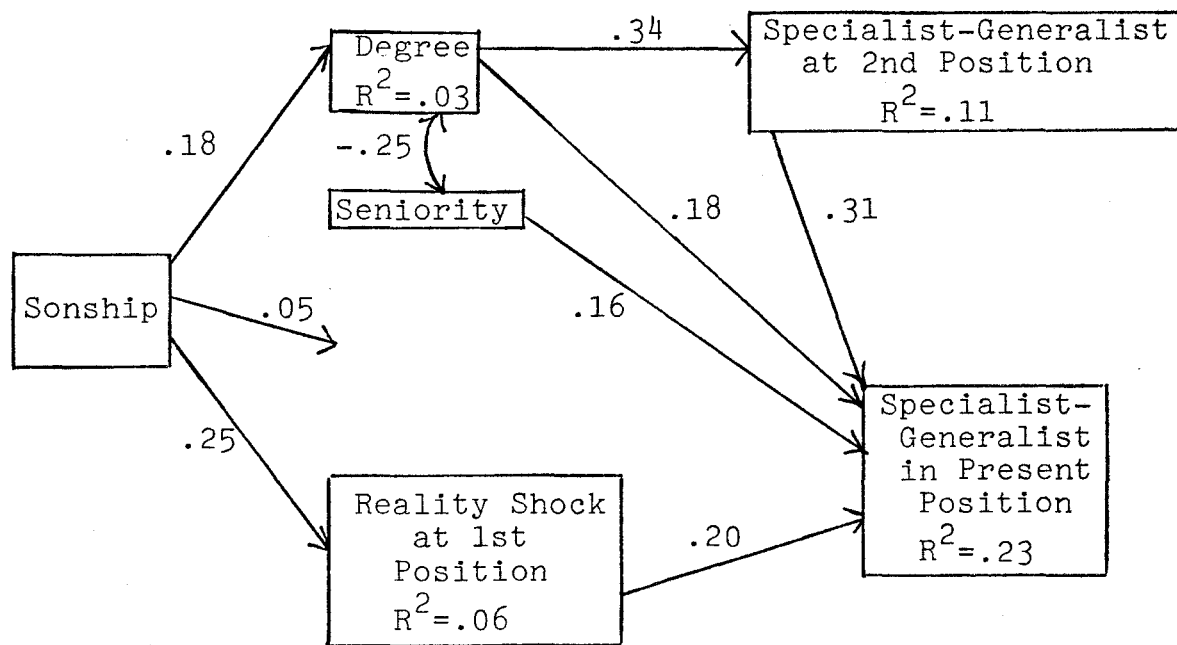 Degree
R²=.03
.34
Specialist-Generalist
at 2nd Position
R²=.11
.18
-.25
Seniority
.18
.31
Sonship
.05
.16
.25
Specialist-
Generalist
in Present
Position
R²=.23
Reality Shock
at 1st
Position
R²=.06
.20